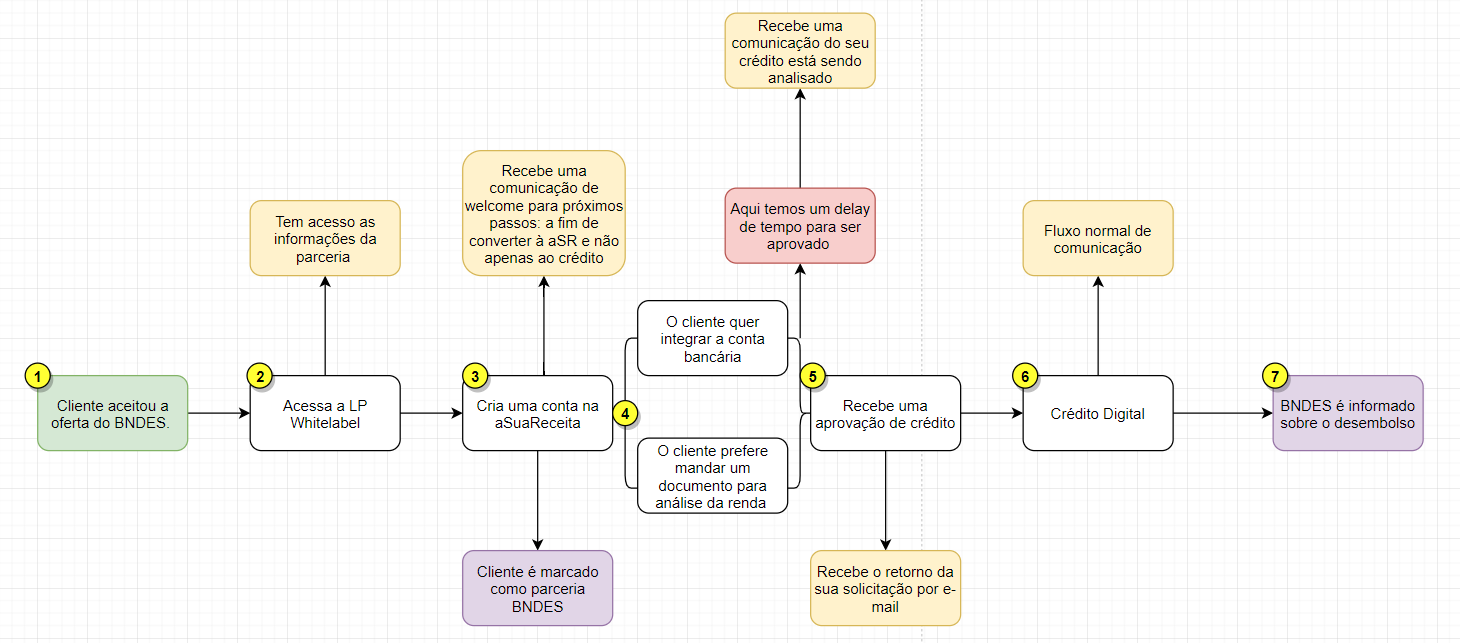 Recebe uma
comunicação do seu
crédito está sendo
analisado
Recebe uma
comunicação de
welcome para próximos
passos: a fim de
converter à aSR e não
apenas ao crédito
Tem acesso as
informações da
parceria
Aqui temos um delay
de tempo para ser
aprovado
Fluxo normal de
comunicação
O cliente quer
integrar a conta
bancária
1
Cliente aceitou a
oferta do BNDES.
2
Acessa a LP
Whitelabel
3
Cria uma conta na
aSuaReceita
4
5
Recebe uma
aprovação de crédito
6
Crédito Digital
7
BNDES é informado
sobre o desembolso
O cliente prefere
mandar um
documento para
análise da renda
Cliente é marcado
como parceria
BNDES
Recebe o retorno da
sua solicitação por e-
mail